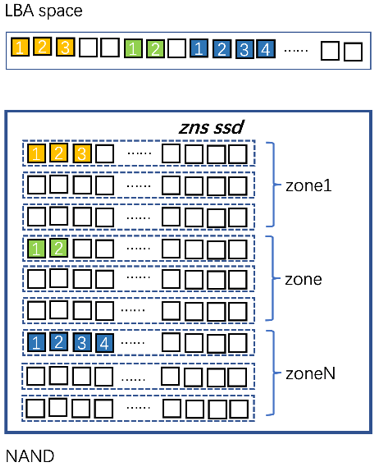 LBA space
1 2 3 1 2 1 2 3 4 ......
zns ssd
1 2 3 ...... ......
zone1
1 2 ......
zone
......
......
1 2 3 4 ......
zoneN
......
......
NAND